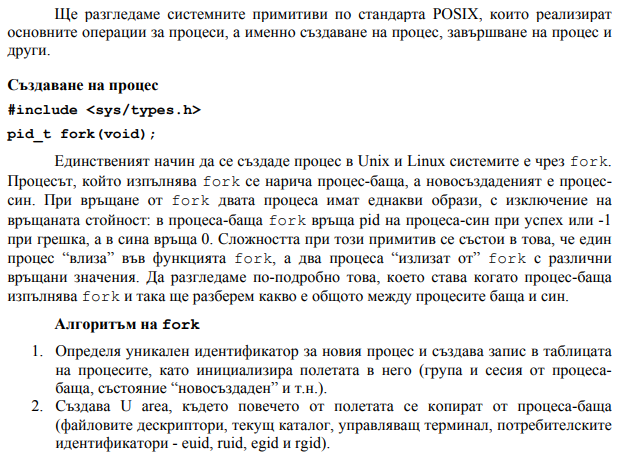 Ще разгледаме системните примитиви по стандарта POSIX, които реализират
основните операции за процеси, а именно създаване на процес, завършване на процес и
други.
Създаване на процес
#include <sys/types.h>
pid_t fork(void);
Единственият начин да се създаде процес в Unix и Linux системите е чрез fork.
Процесът, който изпълнява fork се нарича процес-баща, а новосъздаденият е процес-
син. При връщане от fork двата процеса имат еднакви образи, с изключение на
връщаната стойност: в процеса-баща fork връща pid на процеса-син при успех или -1
при грешка, а в сина връща 0. Сложността при този примитив се състои в това, че един
процес “влиза” във функцията fork, а два процеса “излизат от” fork с различни
връщани значения. Да разгледаме по-подробно това, което става когато процес-баща
изпълнява fork и така ще разберем какво е общото между процесите баща и син.
Алгоритъм на fork
1. Определя уникален идентификатор за новия процес и създава запис в таблицата
на процесите, като инициализира полетата в него (група и сесия от процеса-
баща, състояние “новосъздаден” и т.н.).
2. Създава U area, където повечето от полетата се копират от процеса-баща
(файловите дескриптори, текущ каталог, управляващ терминал, потребителските
идентификатори - euid, ruid, egid и rgid).